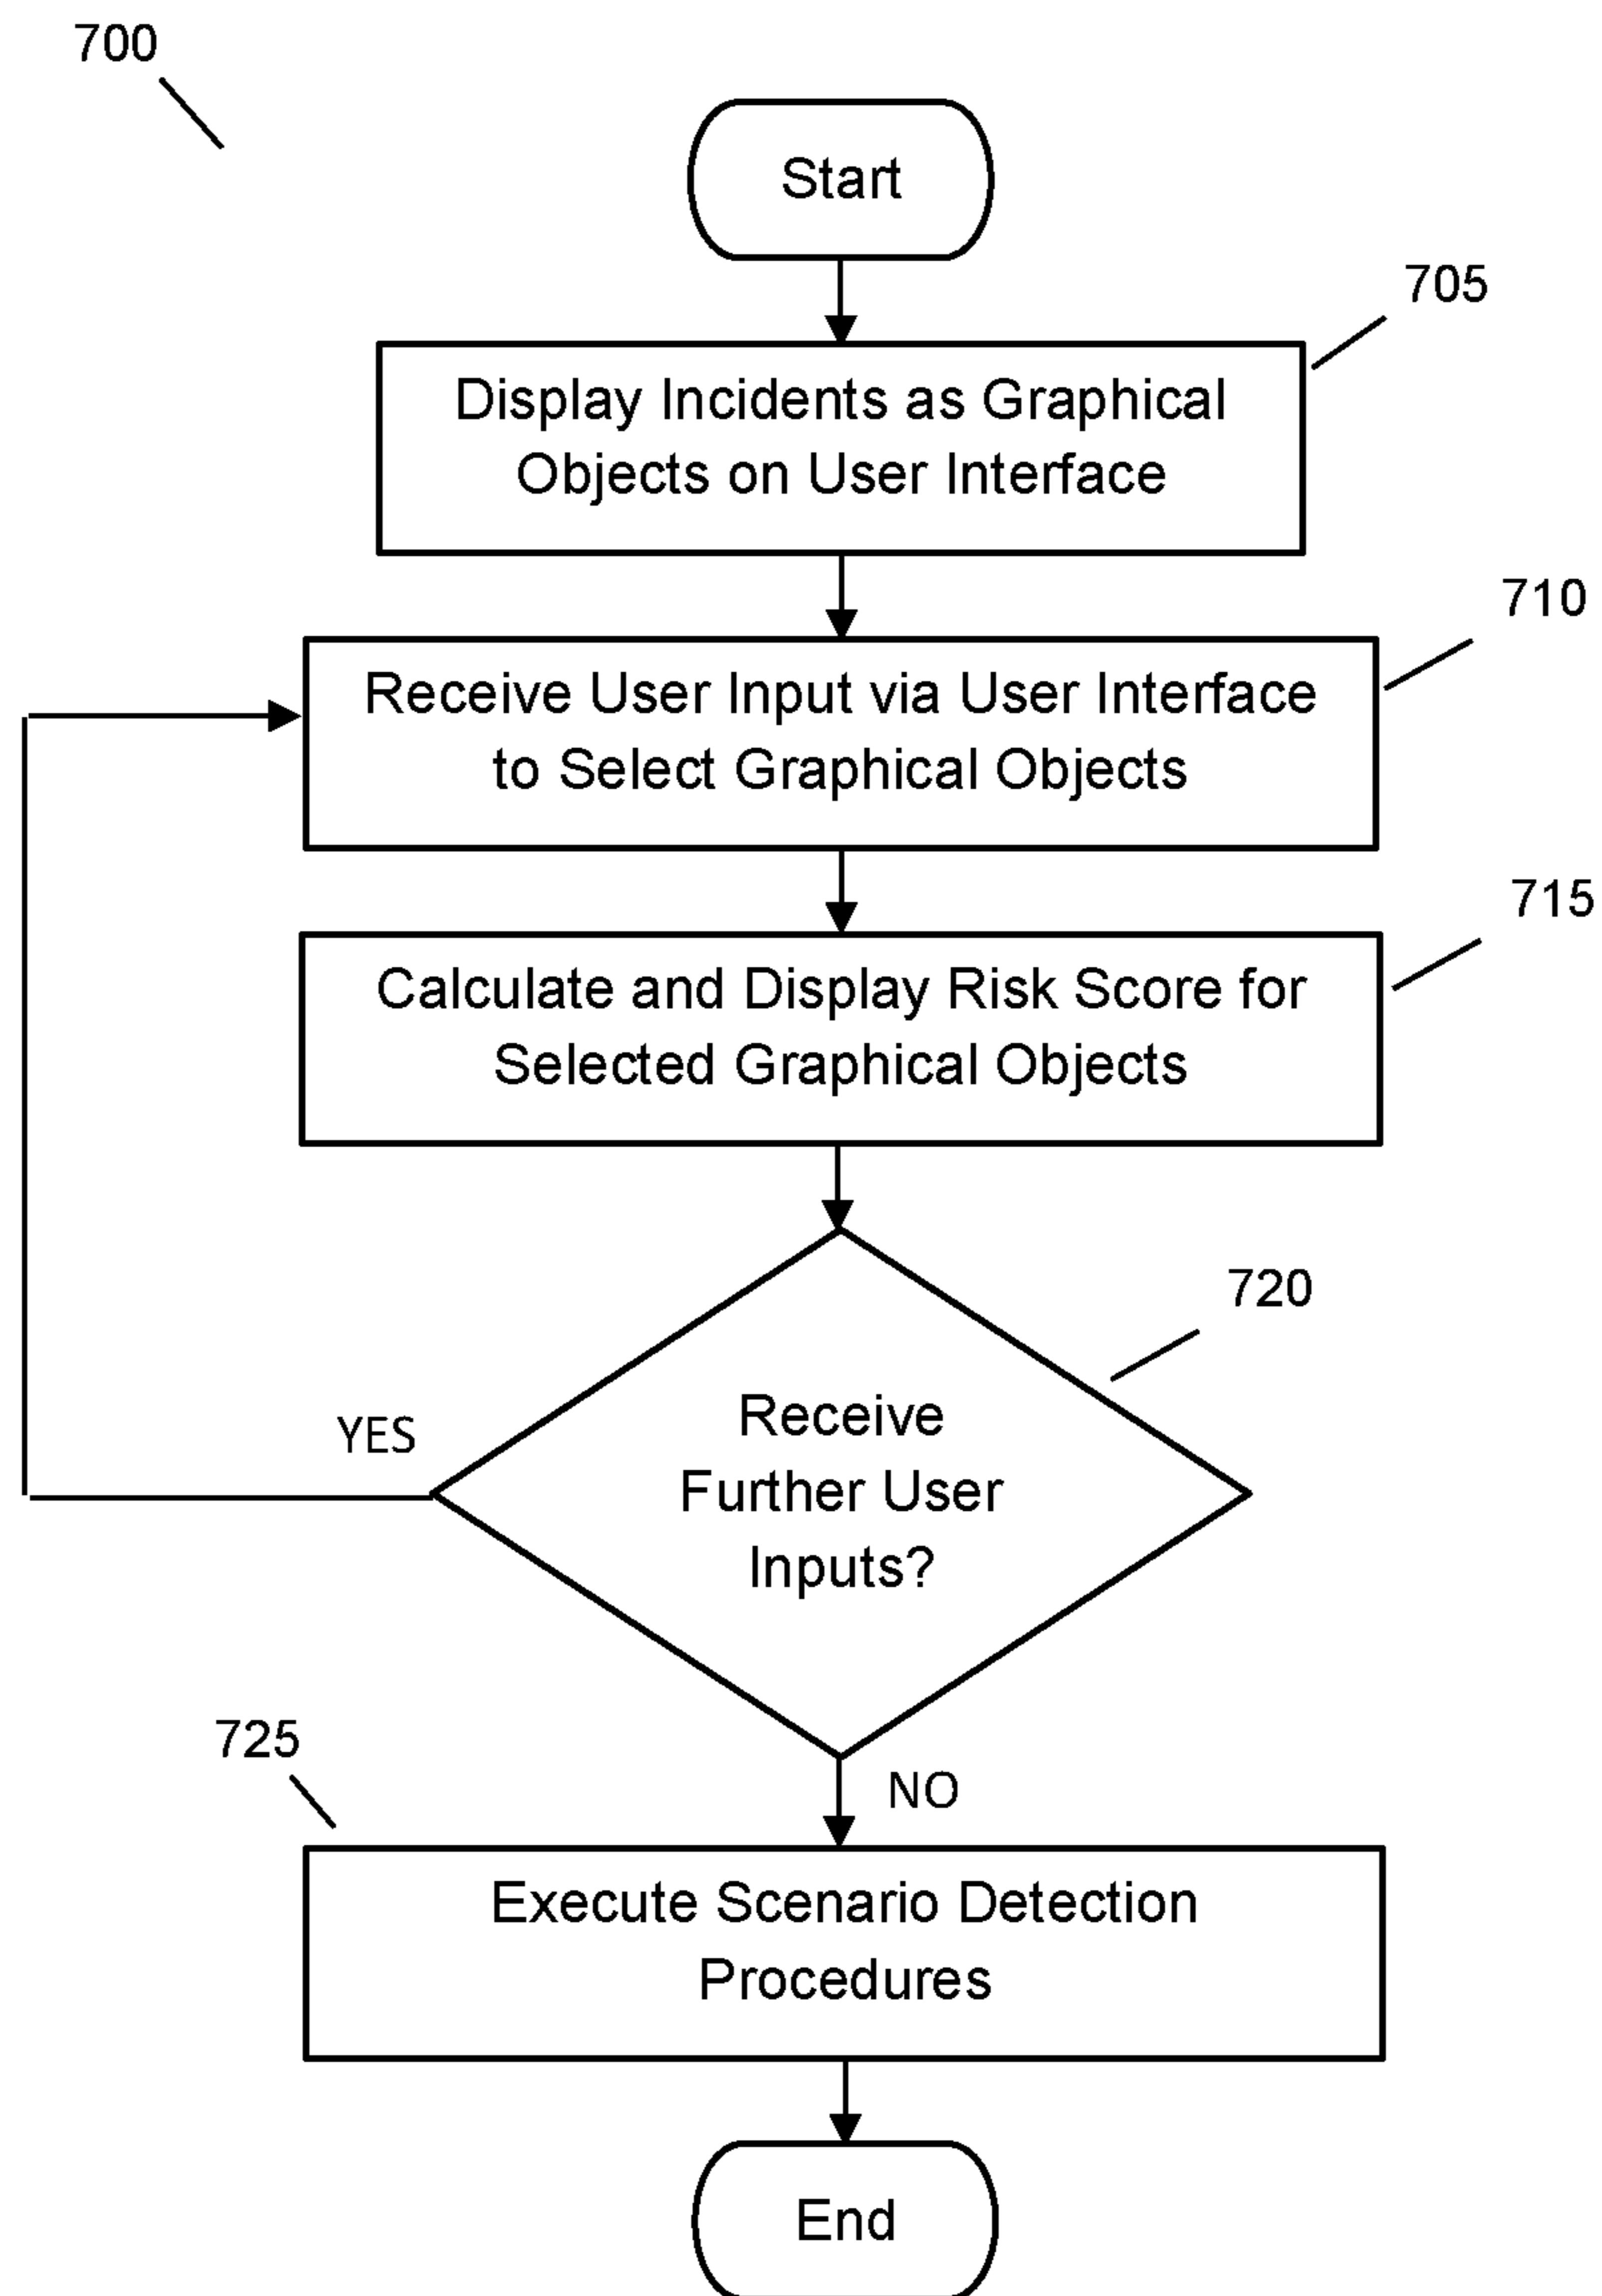 700
Start
705
Display Incidents as Graphical
Objects on User Interface
710
Receive User Input via User Interface
to Select Graphical Objects
715
Calculate and Display Risk Score for
Selected Graphical Objects
720
Receive
Further User
Inputs?
YES
NO
725
Execute Scenario Detection
Procedures
End